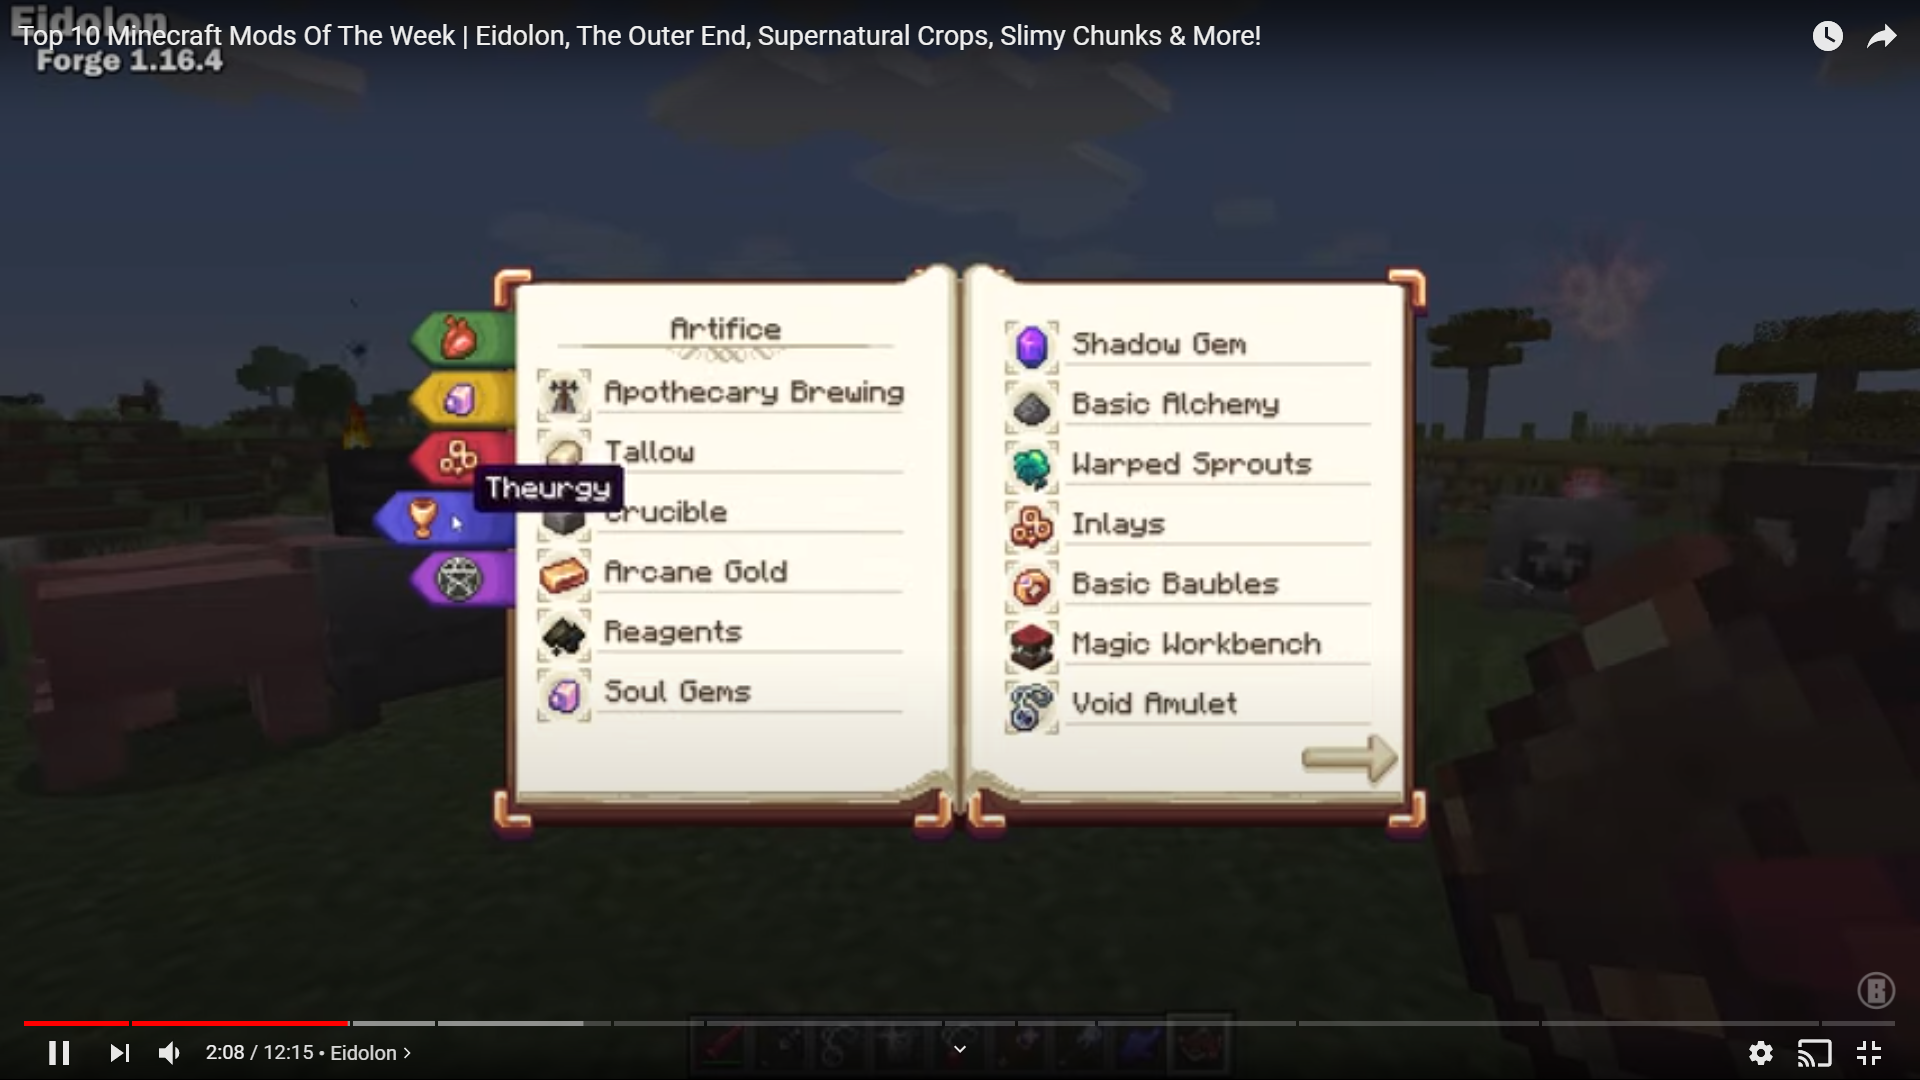 Eidolon
Top 10 Minecraft Mods Of The Week | Eidolon, The Outer End, Supernatural Crops, Slimy Chunks & More!
Forge 1.16.4
Artifice
Apothecary Brewing
Tallow
Theurgy
Crucible
Arcane Gold
Reagents
Soul Gems
Shadow Gem
Basic Alchemy
Warped Sprouts
Inlays
Basic Baubles
Magic Workbench
Void Amulet
B
2:08 / 12:15 • Eidolon >